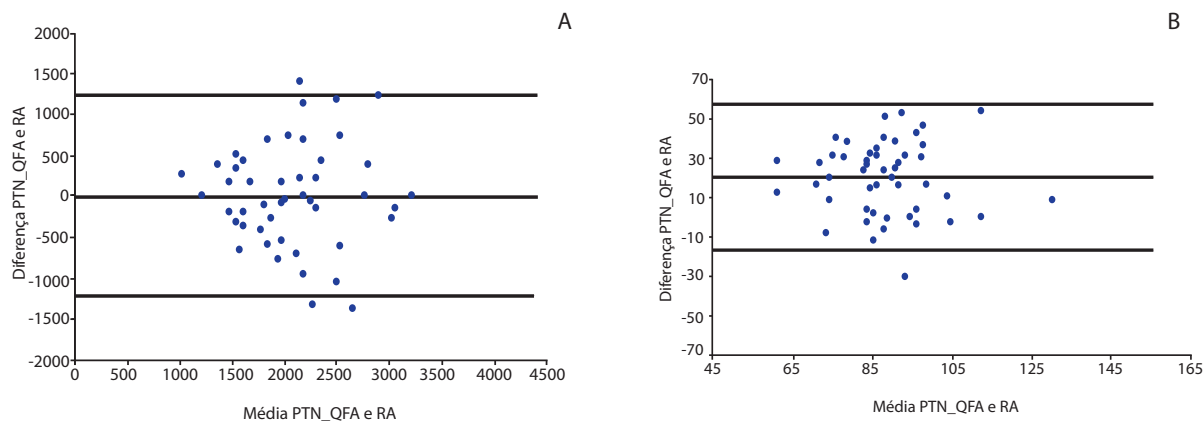 A
2000
1500
1000
500
0
-500
-1000
-1500
-2000
Diferença PTN_QFA e RA
0 500 1000 1500 2000 2500 3000 3500 4000 4500
Média PTN_QFA e RA
B
70
50
30
10
-10
-30
-50
-70
Diferença PTN_QFA e RA
45 65 85 105 125 145 165
Média PTN_QFA e RA